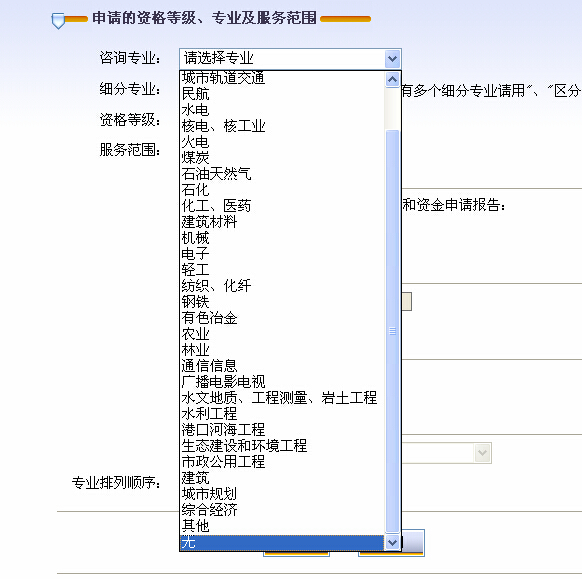 申请的资格等级、专业及服务范围
咨询专业：
请选择专业
细分专业：
有多个细分专业请用"、"区分
资格等级：
服务范围：
和资金申请报告：
专业排列顺序：
城市轨道交通
民航
水电
核电、核工业
火电
煤炭
石油天然气
石化
化工、医药
建筑材料
机械
电子
轻工
纺织、化纤
钢铁
有色冶金
农业
林业
通信信息
广播电影电视
水文地质、工程测量、岩土工程
水利工程
港口河海工程
生态建设和环境工程
市政公用工程
建筑
城市规划
综合经济
其他
无